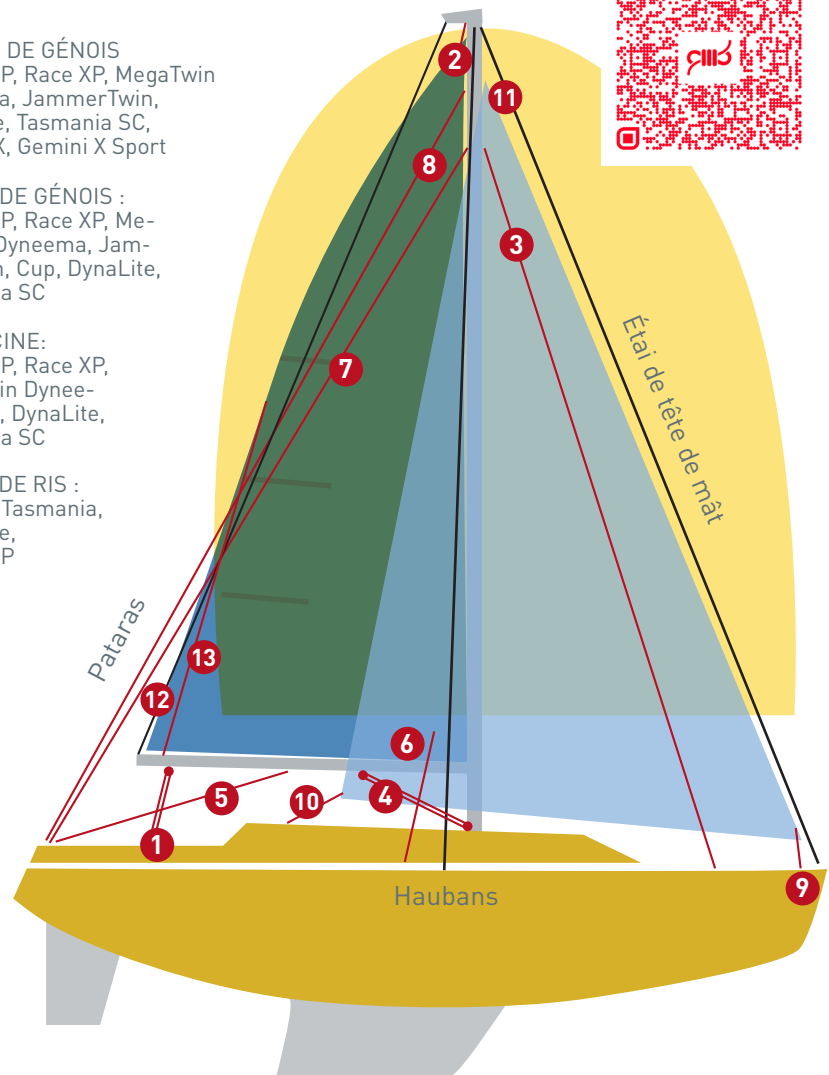 DE GÉNOIS
P, Race XP, MegaTwin
a, JammerTwin,
e, Tasmania SC,
X, Gemini X Sport
DE GÉNOIS :
P, Race XP, Me-
Dyneema, Jam-
n, Cup, DynaLite,
a SC
CINE:
P, Race XP,
in Dynee-
, DynaLite,
a SC
DE RIS :
Tasmania,
e,
P
2
11
8
3
7
Étai de tête de mât
Pataras
13
12
6
5
10
4
1
9
Haubans